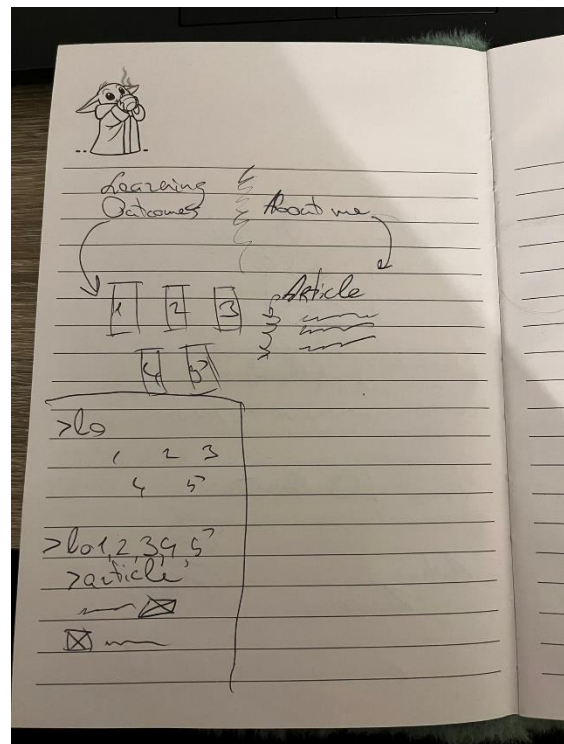 Learning
Outcomes
About me
Article
1 2 3
4 5
>lo
1 2 3
4 5
>lo1,2,3,4,5
>article